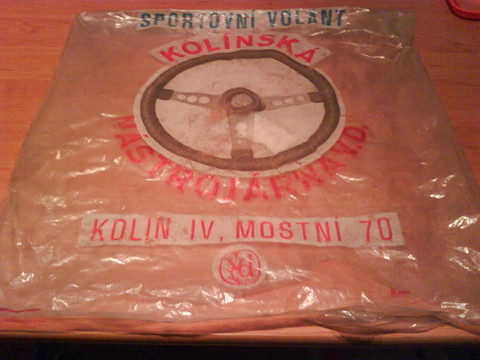 SPORTOVNÍ VOLANT
KOLÍNSKÁ
NÁSTROJÁRNA V.D.
KOLÍN IV, MOSTNÍ 70